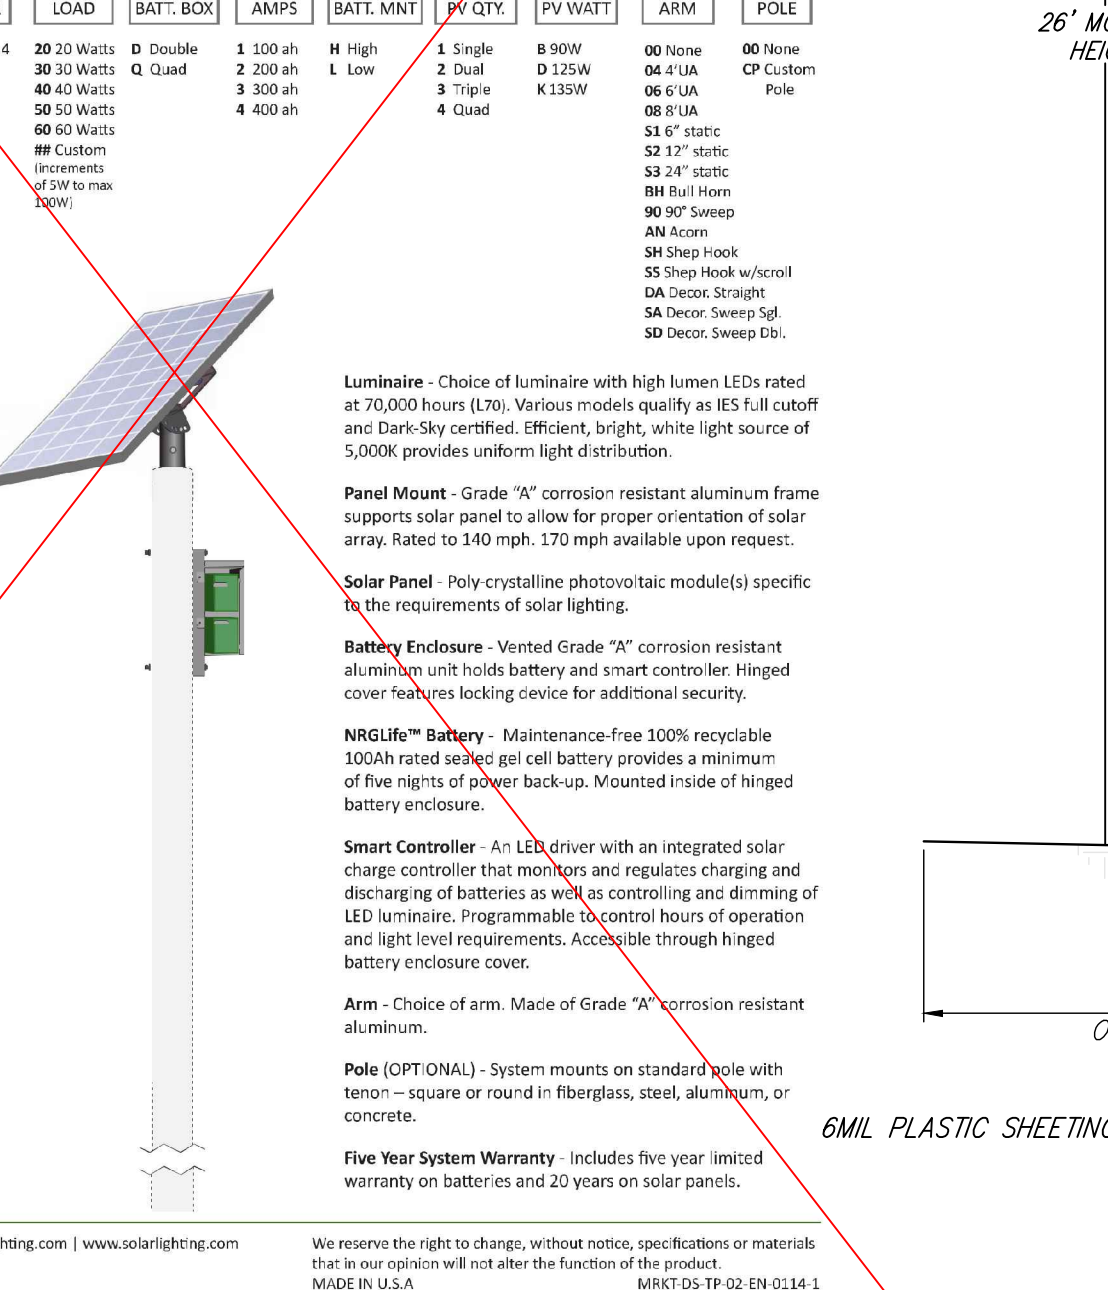 LOAD
BATT. BOX
AMPS
BATT. MNT
PV QTY.
PV WATT
ARM
POLE
4
20 20 Watts
30 30 Watts
40 40 Watts
50 50 Watts
60 60 Watts
## Custom
(increments
of 5W to max
100W)
D Double
Q Quad
1 100 ah
2 200 ah
3 300 ah
4 400 ah
H High
L Low
1 Single
2 Dual
3 Triple
4 Quad
B 90W
D 125W
K 135W
00 None
04 4'UA
06 6'UA
08 8'UA
S1 6" static
S2 12" static
S3 24" static
BH Bull Horn
90 90° Sweep
AN Acorn
SH Shep Hook
SS Shep Hook w/scroll
DA Decor. Straight
SA Decor. Sweep Sgl.
SD Decor. Sweep Dbl.
00 None
CP Custom
Pole
Luminaire - Choice of luminaire with high lumen LEDs rated
at 70,000 hours (L70). Various models qualify as IES full cutoff
and Dark-Sky certified. Efficient, bright, white light source of
5,000K provides uniform light distribution.
Panel Mount - Grade “A” corrosion resistant aluminum frame
supports solar panel to allow for proper orientation of solar
array. Rated to 140 mph. 170 mph available upon request.
Solar Panel - Poly-crystalline photovoltaic module(s) specific
to the requirements of solar lighting.
Battery Enclosure - Vented Grade “A” corrosion resistant
aluminum unit holds battery and smart controller. Hinged
cover features locking device for additional security.
NRGLife™ Battery - Maintenance-free 100% recyclable
100Ah rated sealed gel cell battery provides a minimum
of five nights of power back-up. Mounted inside of hinged
battery enclosure.
Smart Controller - An LED driver with an integrated solar
charge controller that monitors and regulates charging and
discharging of batteries as well as controlling and dimming of
LED luminaire. Programmable to control hours of operation
and light level requirements. Accessible through hinged
battery enclosure cover.
Arm - Choice of arm. Made of Grade “A” corrosion resistant
aluminum.
Pole (OPTIONAL) - System mounts on standard pole with
tenon – square or round in fiberglass, steel, aluminum, or
concrete.
Five Year System Warranty - Includes five year limited
warranty on batteries and 20 years on solar panels.
hting.com | www.solarlighting.com
We reserve the right to change, without notice, specifications or materials
that in our opinion will not alter the function of the product.
MADE IN U.S.A
MRKT-DS-TP-02-EN-0114-1
26' MO
HEI
O
6MIL PLASTIC SHEETING